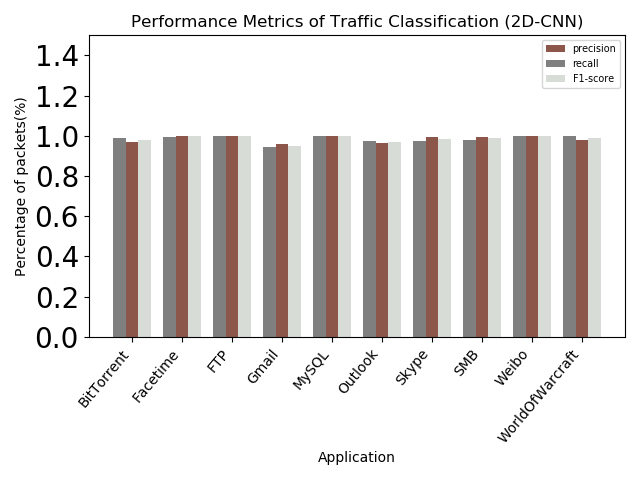 Performance Metrics of Traffic Classification (2D-CNN)
precision
recall
F1-score
Percentage of packets(%)
1.4
1.2
1.0
0.8
0.6
0.4
0.2
0.0
BitTorrent
Facetime
FTP
Gmail
MySQL
Outlook
Skype
SMB
Weibo
WorldOfWarcraft
Application